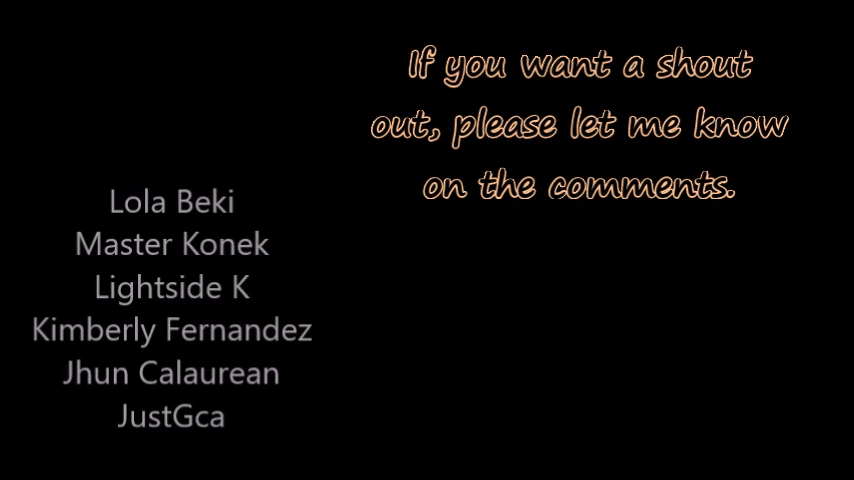 If you want a shout
out, please let me know
on the comments.
Lola Beki
Master Konek
Lightside K
Kimberly Fernandez
Jhun Calaurean
JustGca